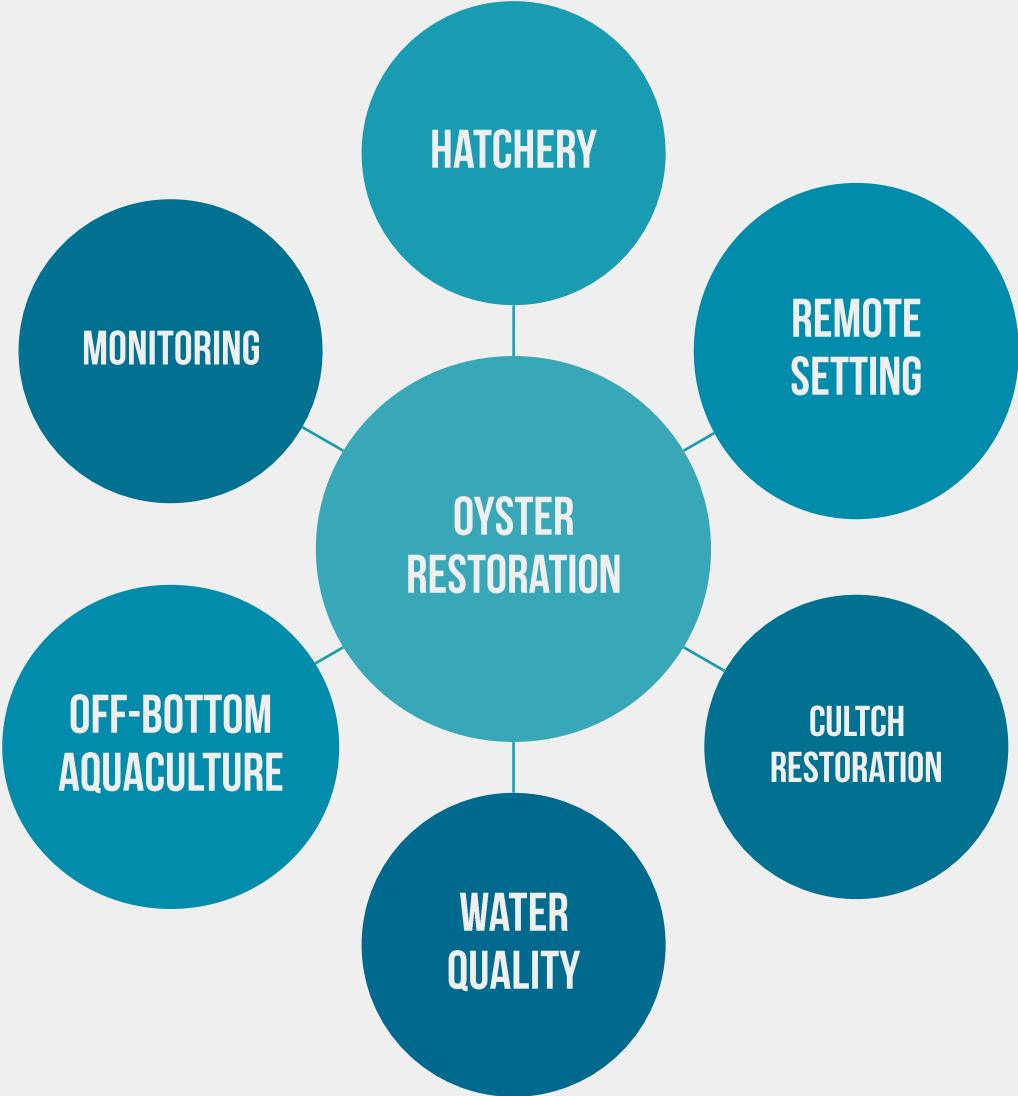 HATCHERY
MONITORING
REMOTE
SETTING
OYSTER
RESTORATION
OFF-BOTTOM
AQUACULTURE
CULTCH
RESTORATION
WATER
QUALITY